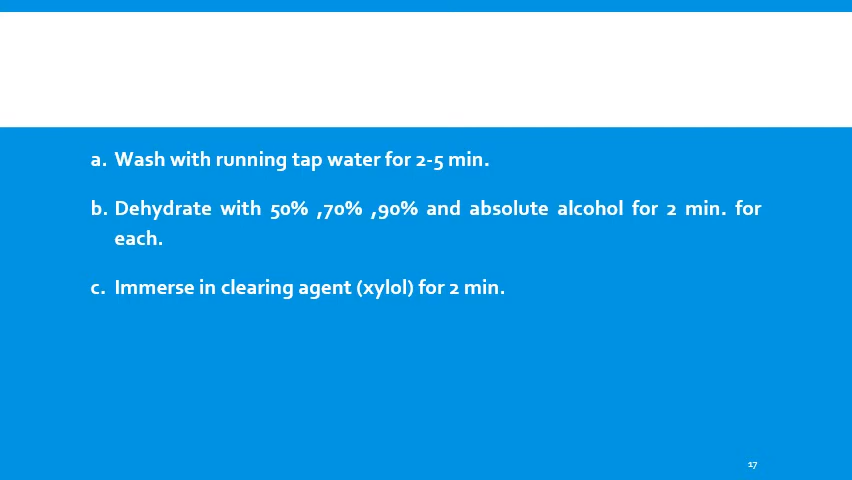 a. Wash with running tap water for 2-5 min.
b. Dehydrate with 50% ,70% ,90% and absolute alcohol for 2 min. for
each.
c. Immerse in clearing agent (xylol) for 2 min.
17